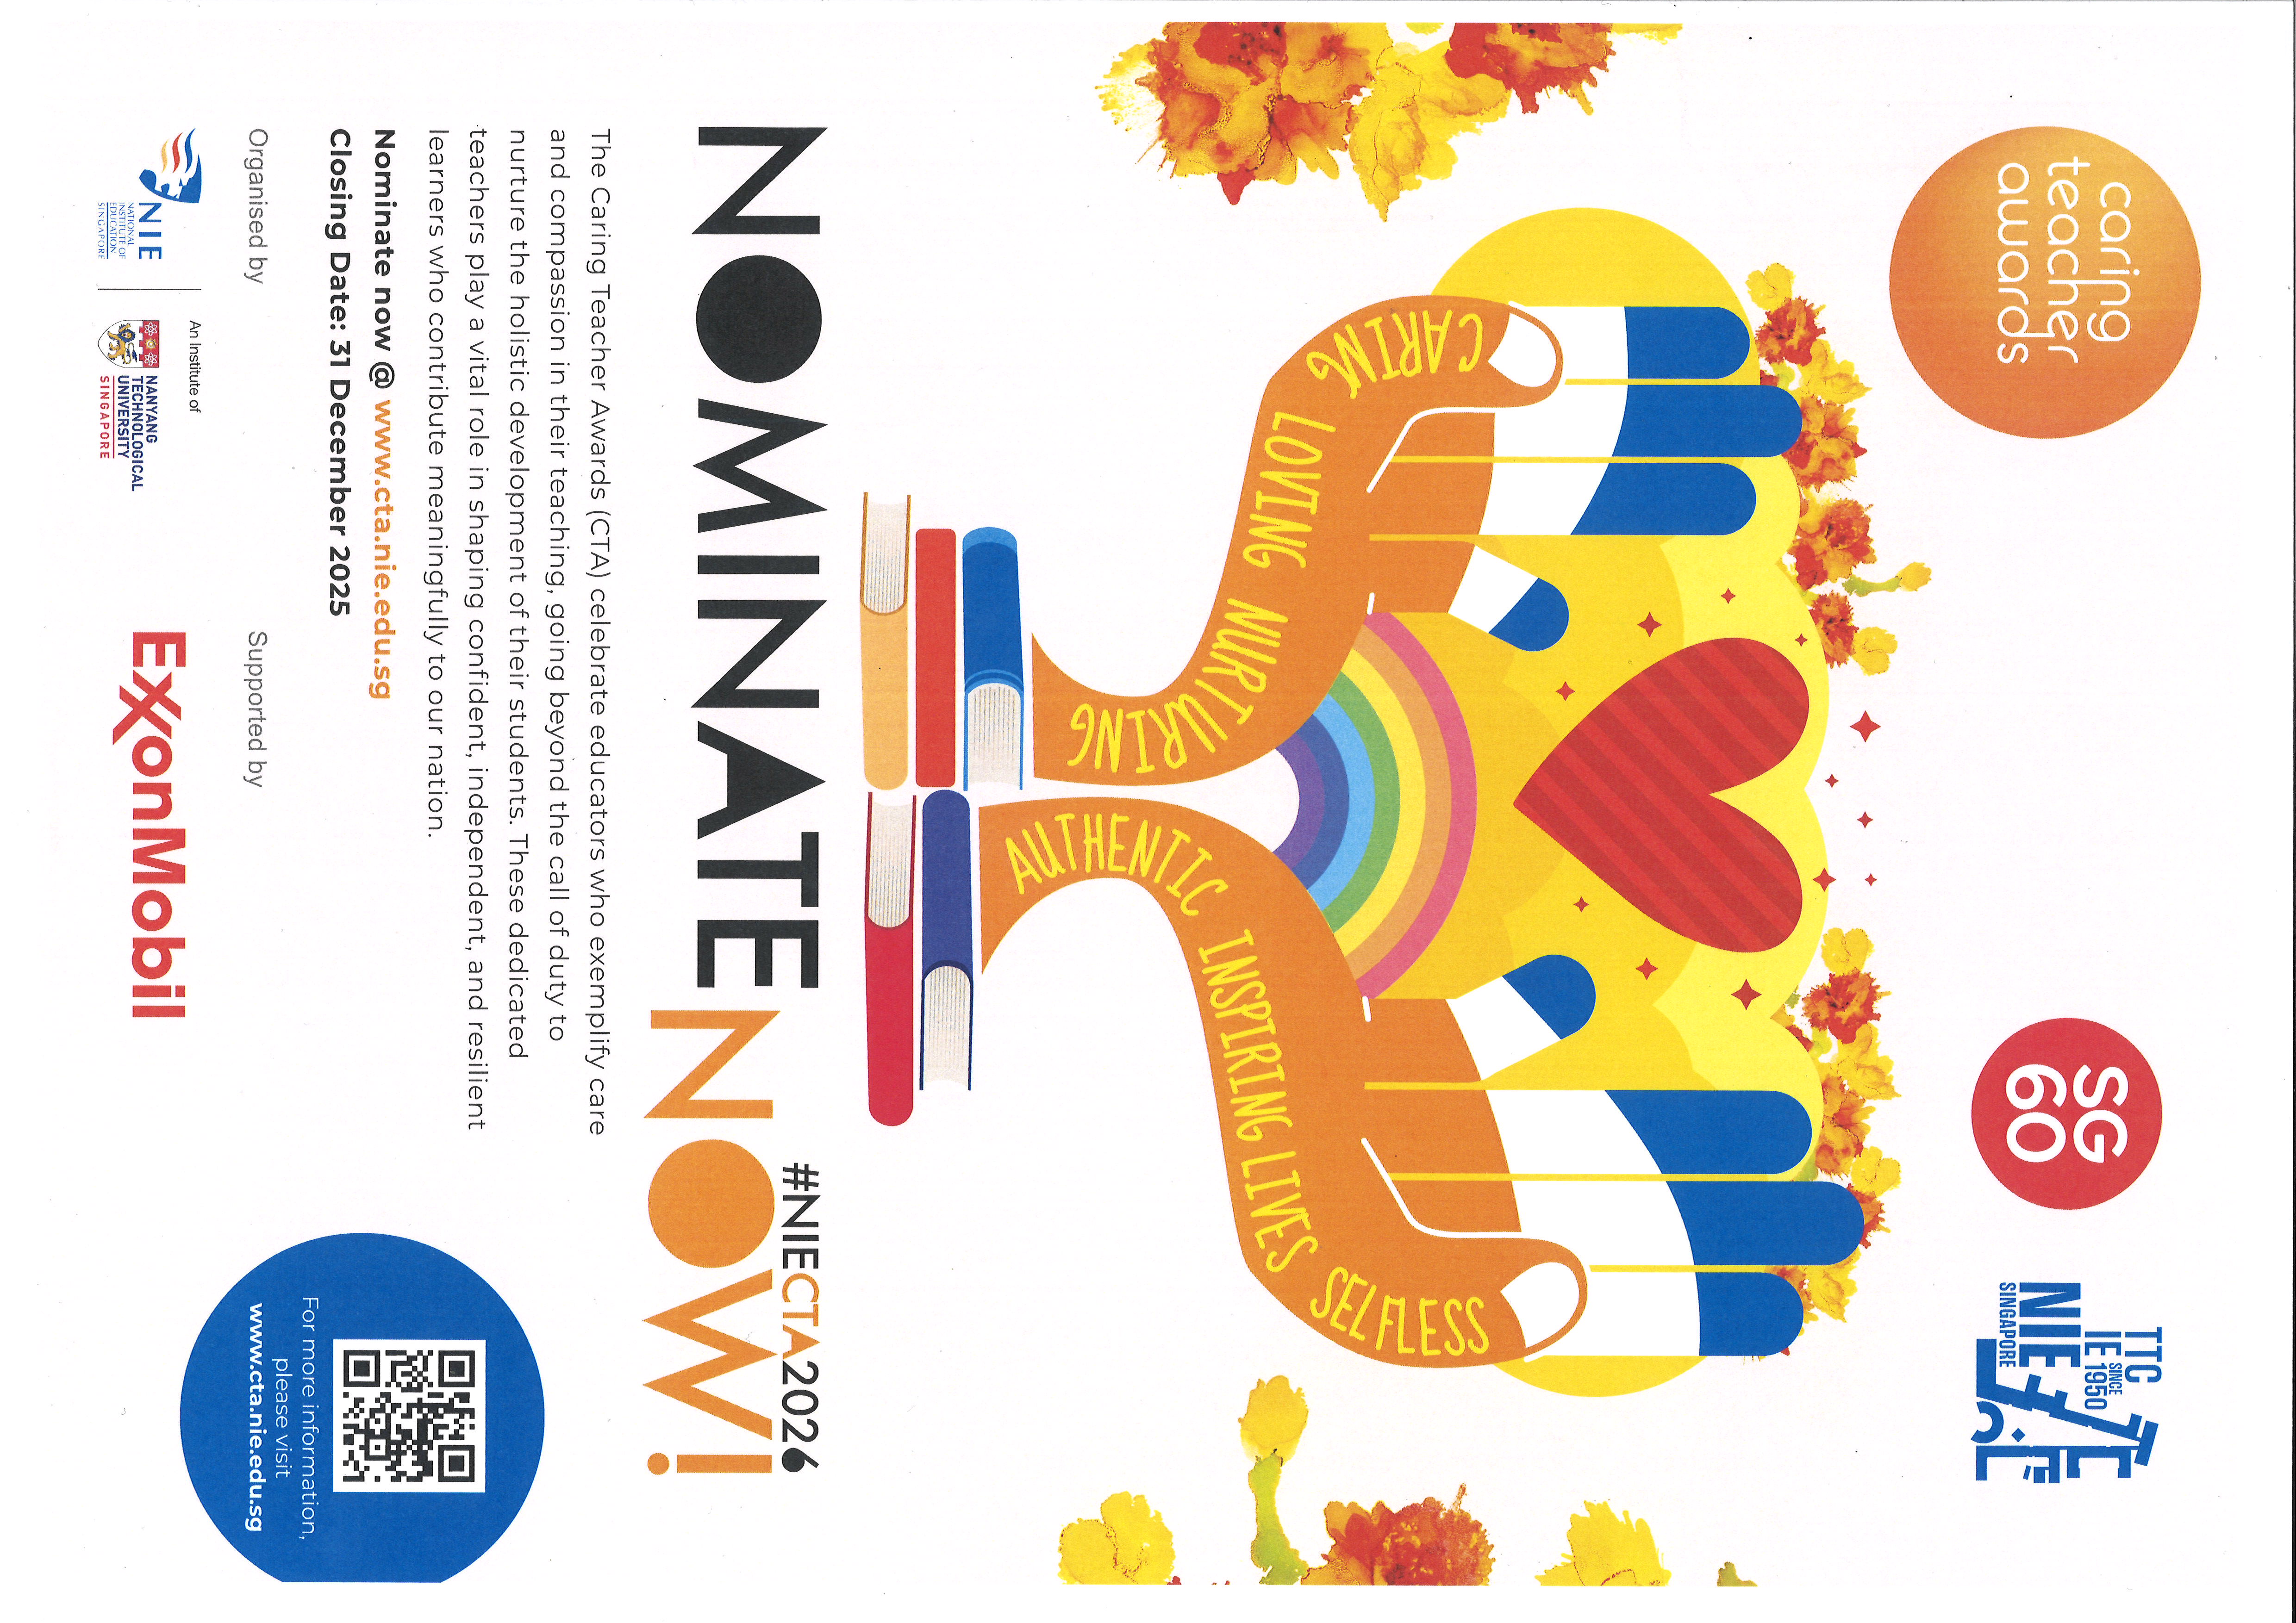 caring
teacher
awards
SG
60
TTC
IE SINCE 1950
NIE
SINGAPORE
CARING LOVING NURTURING
AUTHENTIC INSPIRING LIVES SELFLESS
#NIECTA2026
NOMINATE NOW!
The Caring Teacher Awards (CTA) celebrate educators who exemplify care
and compassion in their teaching, going beyond the call of duty to
nurture the holistic development of their students. These dedicated
teachers play a vital role in shaping confident, independent, and resilient
learners who contribute meaningfully to our nation.
Nominate now @ www.cta.nie.edu.sg
Closing Date: 31 December 2025
For more information,
please visit
www.cta.nie.edu.sg
Organised by
NIE
NATIONAL
INSTITUTE OF
EDUCATION
SINGAPORE
An Institute of
NANYANG
TECHNOLOGICAL
UNIVERSITY
SINGAPORE
Supported by
ExxonMobil